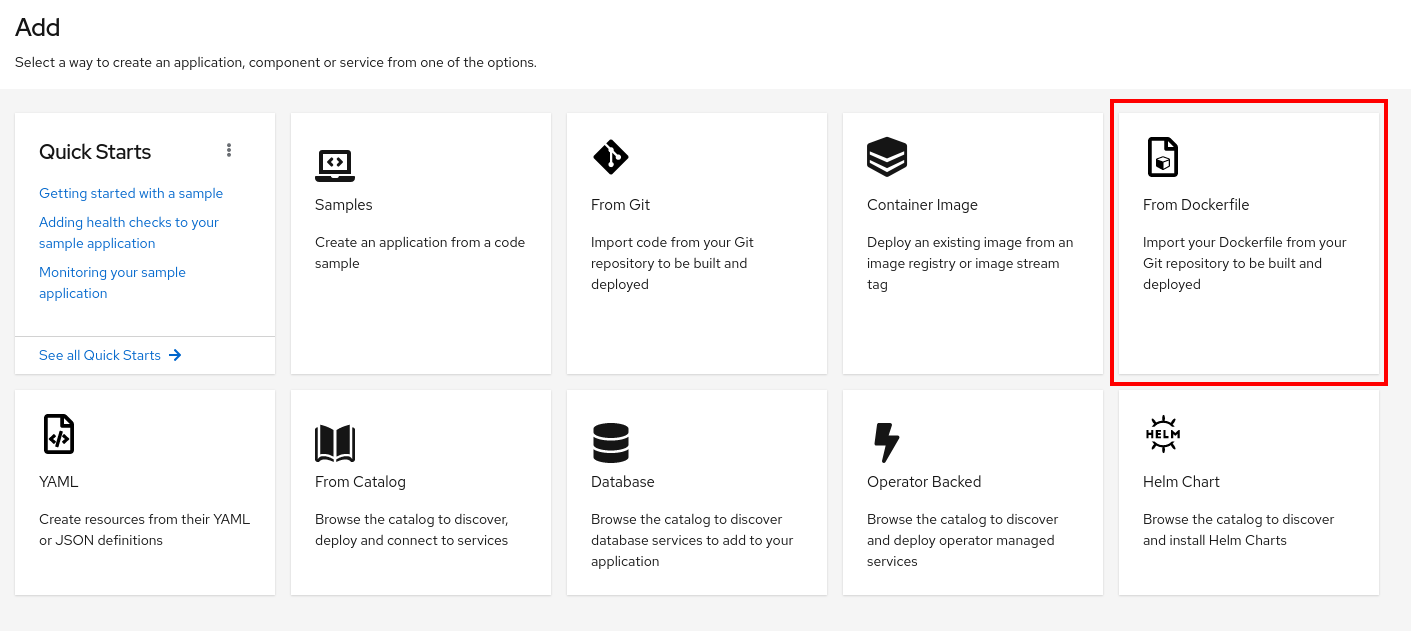 Add
Select a way to create an application, component or service from one of the options.
Quick Starts
Getting started with a sample
Adding health checks to your
sample application
Monitoring your sample
application
See all Quick Starts
Samples
Create an application from a code
sample
From Git
Import code from your Git
repository to be built and
deployed
Container Image
Deploy an existing image from an
image registry or image stream
tag
From Dockerfile
Import your Dockerfile from your
Git repository to be built and
deployed
YAML
Create resources from their YAML
or JSON definitions
From Catalog
Browse the catalog to discover,
deploy and connect to services
Database
Browse the catalog to discover
database services to add to your
application
Operator Backed
Browse the catalog to discover
and deploy operator managed
services
HELM
Helm Chart
Browse the catalog to discover
and install Helm Charts